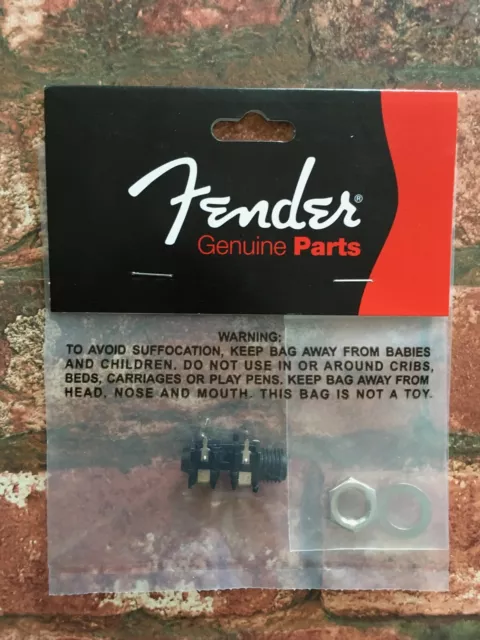 Fender®
Genuine Parts
WARNING:
TO AVOID SUFFOCATION, KEEP BAG AWAY FROM BABIES
AND CHILDREN. DO NOT USE IN OR AROUND CRIBS,
BEDS, CARRIAGES OR PLAY PENS. KEEP BAG AWAY FROM
HEAD, NOSE AND MOUTH. THIS BAG IS NOT A TOY.